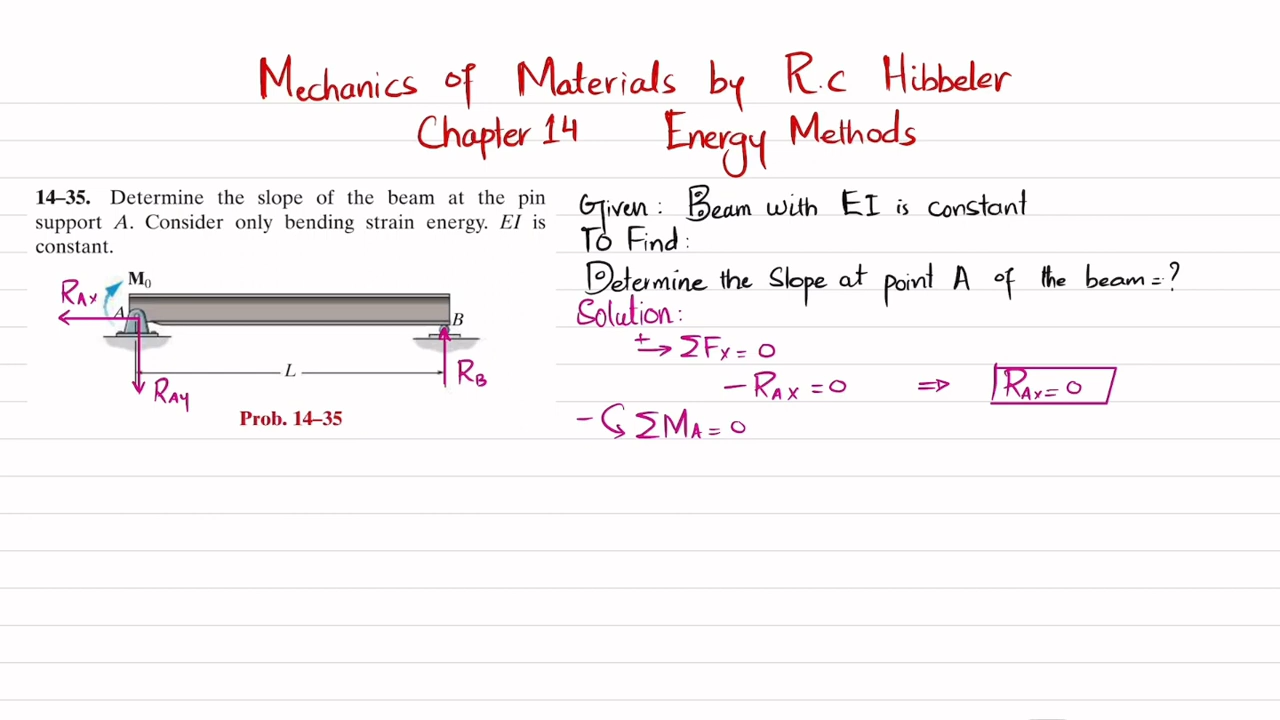 Mechanics of Materials by R.C Hibbeler
Chapter 14 Energy Methods
14–35. Determine the slope of the beam at the pin
support A. Consider only bending strain energy. EI is
constant.
M0
RAx
A
B
L
RB
RAy
Prob. 14–35
Given: Beam with EI is constant
To Find:
Determine the Slope at point A of the beam=?
Solution:
+→ ΣFx = 0
-RAx = 0 ⇒ RAx = 0
-⤹ ΣMA = 0